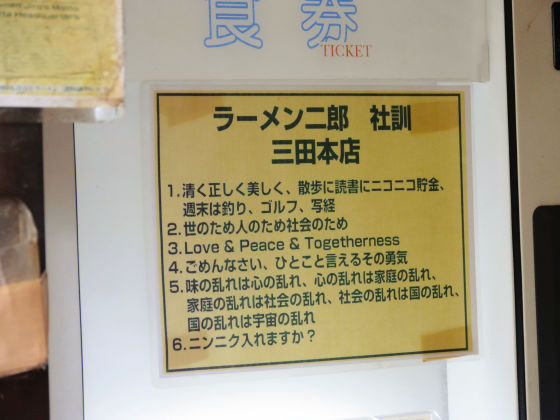 食券
TICKET
ラーメン二郎 社訓
三田本店
1.清く正しく美しく、散歩に読書にニコニコ貯金、
週末は釣り、ゴルフ、写経
2.世のため人のため社会のため
3.Love & Peace & Togetherness
4.ごめんなさい、ひとこと言えるその勇気
5.味の乱れは心の乱れ、心の乱れは家庭の乱れ、
家庭の乱れは社会の乱れ、社会の乱れは国の乱れ、
国の乱れは宇宙の乱れ
6.ニンニク入れますか？